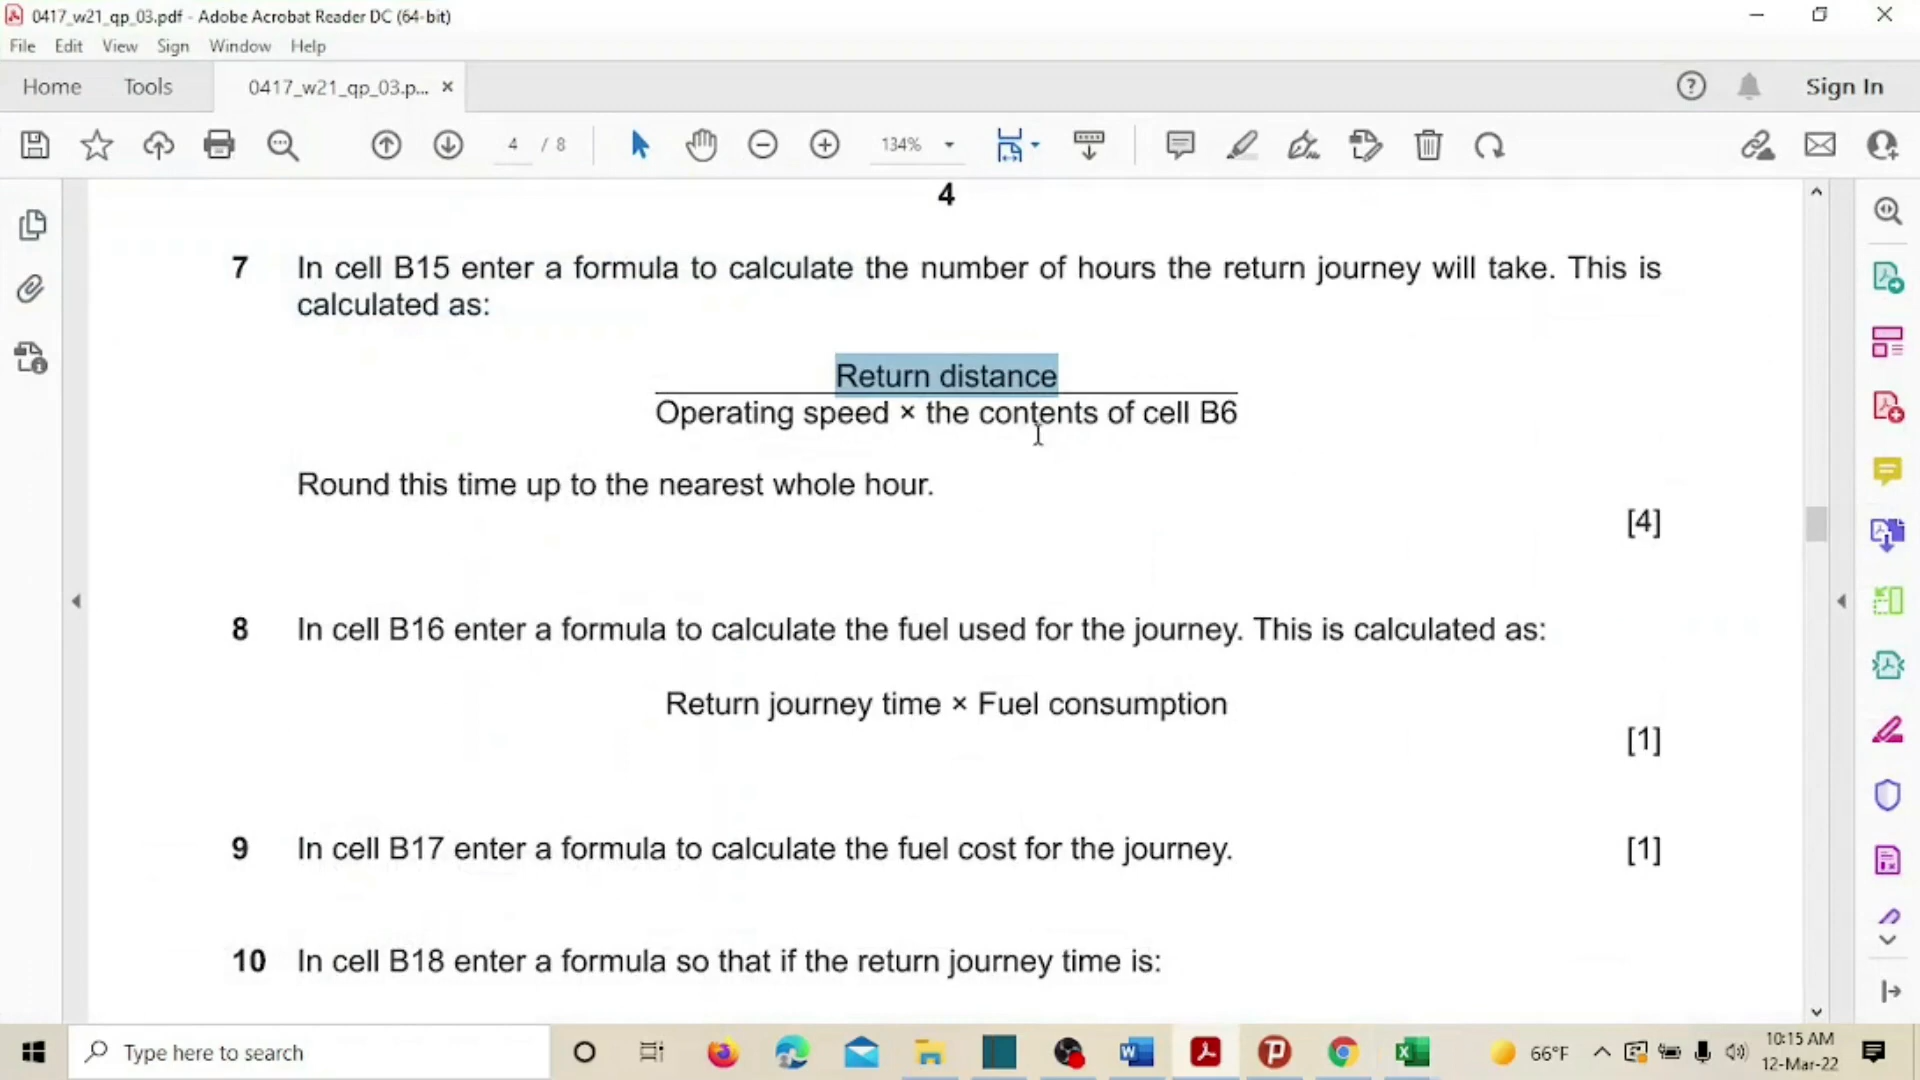 0417_w21_qp_03.pdf - Adobe Acrobat Reader DC (64-bit)
File Edit View Sign Window Help
Home Tools 0417_w21_qp_03.p... × Sign In
4 / 8 134%
4
7 In cell B15 enter a formula to calculate the number of hours the return journey will take. This is
calculated as:
Return distance
Operating speed × the contents of cell B6
Round this time up to the nearest whole hour.
[4]
8 In cell B16 enter a formula to calculate the fuel used for the journey. This is calculated as:
Return journey time × Fuel consumption
[1]
9 In cell B17 enter a formula to calculate the fuel cost for the journey. [1]
10 In cell B18 enter a formula so that if the return journey time is:
Type here to search 66°F 10:15 AM
12-Mar-22